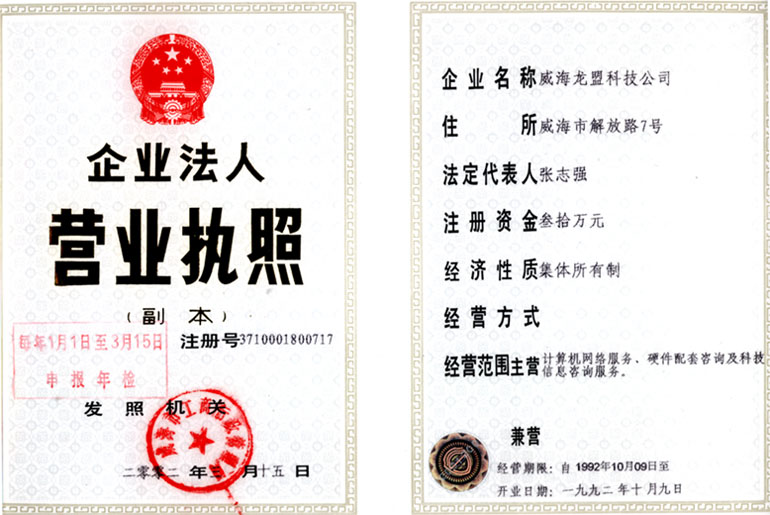 企业法人
营业执照
（副 本）
注册号3710001800717
每年1月1日至3月15日
申报年检
发照机关
二零零二 年 三 月 十五 日
企业名称 威海龙盟科技公司
住 所 威海市解放路7号
法定代表人 张志强
注册资金 叁拾万元
经济性质 集体所有制
经营方式
经营范围 主营 计算机网络服务、硬件配套咨询及科技
信息咨询服务。
兼营
经营期限：自 1992年10月09日至
开业日期：一九九二年十月九日